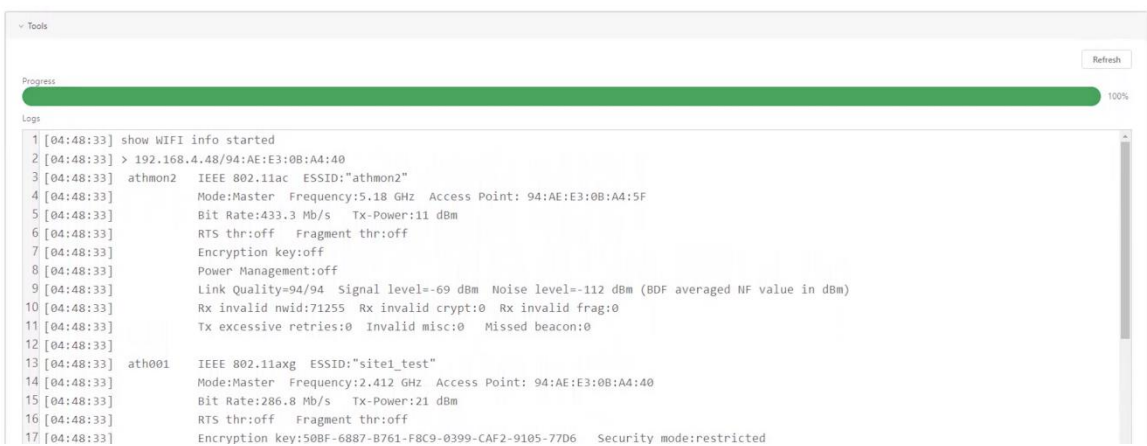 Tools
Refresh
Progress
100%
Logs
1 [04:48:33] show WIFI info started
2 [04:48:33] > 192.168.4.48/94:AE:E3:0B:A4:40
3 [04:48:33] athmon2 IEEE 802.11ac ESSID:"athmon2"
4 [04:48:33] Mode:Master Frequency:5.18 GHz Access Point: 94:AE:E3:0B:A4:5F
5 [04:48:33] Bit Rate:433.3 Mb/s Tx-Power:11 dBm
6 [04:48:33] RTS thr:off Fragment thr:off
7 [04:48:33] Encryption key:off
8 [04:48:33] Power Management:off
9 [04:48:33] Link Quality=94/94 Signal level=-69 dBm Noise level=-112 dBm (BDF averaged NF value in dBm)
10 [04:48:33] Rx invalid nwid:71255 Rx invalid crypt:0 Rx invalid frag:0
11 [04:48:33] Tx excessive retries:0 Invalid misc:0 Missed beacon:0
12 [04:48:33]
13 [04:48:33] ath001 IEEE 802.11axg ESSID:"site1_test"
14 [04:48:33] Mode:Master Frequency:2.412 GHz Access Point: 94:AE:E3:0B:A4:40
15 [04:48:33] Bit Rate:286.8 Mb/s Tx-Power:21 dBm
16 [04:48:33] RTS thr:off Fragment thr:off
17 [04:48:33] Encryption key:50BF-6887-B761-F8C9-0399-CAF2-9105-77D6 Security mode:restricted